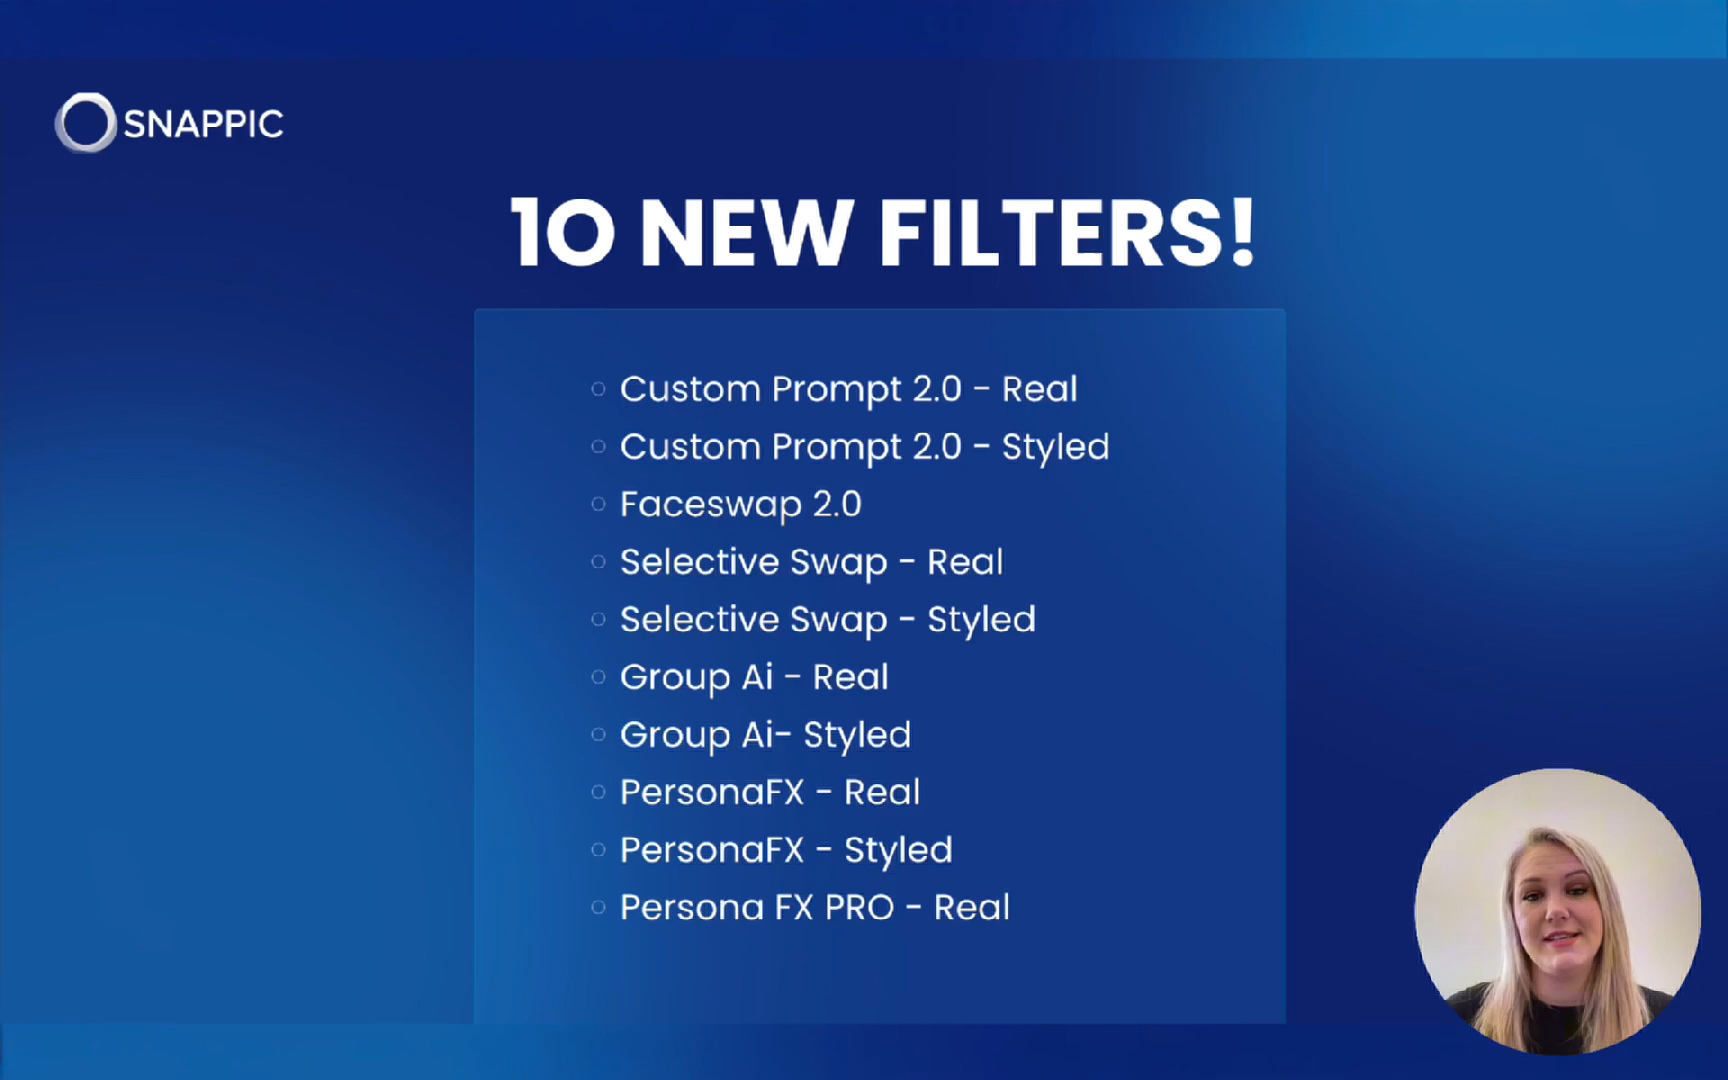 SNAPPIC
10 NEW FILTERS!
Custom Prompt 2.0 - Real
Custom Prompt 2.0 - Styled
Faceswap 2.0
Selective Swap - Real
Selective Swap - Styled
Group Ai - Real
Group Ai- Styled
PersonaFX - Real
PersonaFX - Styled
Persona FX PRO - Real